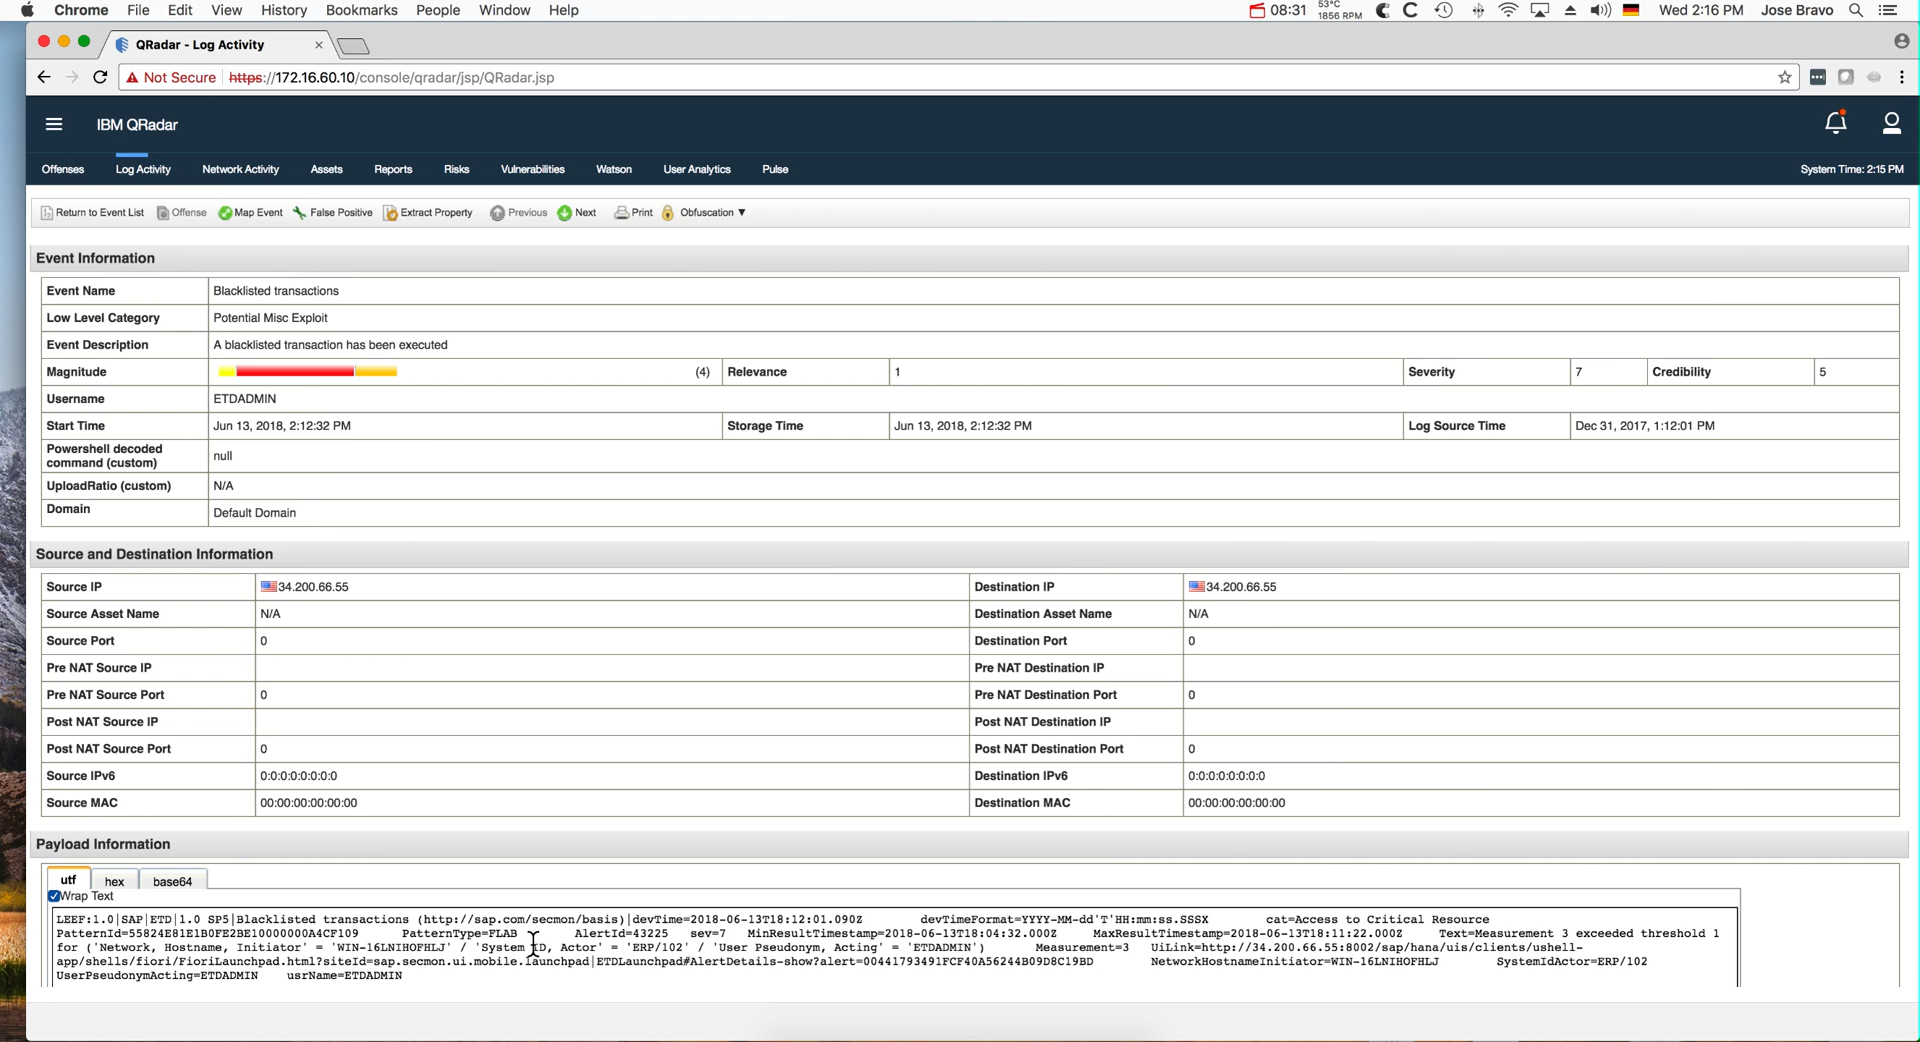 Chrome File Edit View History Bookmarks People Window Help 08:31 53°C 1856 RPM Wed 2:16 PM Jose Bravo
QRadar - Log Activity
Not Secure https://172.16.60.10/console/qradar/jsp/QRadar.jsp
IBM QRadar
Offenses Log Activity Network Activity Assets Reports Risks Vulnerabilities Watson User Analytics Pulse System Time: 2:15 PM
Return to Event List Offense Map Event False Positive Extract Property Previous Next Print Obfuscation ▼
Event Information
Event Name Blacklisted transactions
Low Level Category Potential Misc Exploit
Event Description A blacklisted transaction has been executed
Magnitude (4) Relevance 1 Severity 7 Credibility 5
Username ETDADMIN
Start Time Jun 13, 2018, 2:12:32 PM Storage Time Jun 13, 2018, 2:12:32 PM Log Source Time Dec 31, 2017, 1:12:01 PM
Powershell decoded
command (custom) null
UploadRatio (custom) N/A
Domain Default Domain
Source and Destination Information
Source IP 34.200.66.55 Destination IP 34.200.66.55
Source Asset Name N/A Destination Asset Name N/A
Source Port 0 Destination Port 0
Pre NAT Source IP Pre NAT Destination IP
Pre NAT Source Port 0 Pre NAT Destination Port 0
Post NAT Source IP Post NAT Destination IP
Post NAT Source Port 0 Post NAT Destination Port 0
Source IPv6 0:0:0:0:0:0:0:0 Destination IPv6 0:0:0:0:0:0:0:0
Source MAC 00:00:00:00:00:00 Destination MAC 00:00:00:00:00:00
Payload Information
utf hex base64
Wrap Text
LEEF:1.0|SAP|ETD|1.0 SP5|Blacklisted transactions (http://sap.com/secmon/basis)|devTime=2018-06-13T18:12:01.090Z devTimeFormat=YYYY-MM-dd'T'HH:mm:ss.SSSX cat=Access to Critical Resource
PatternId=55824E81E1B0FE2BE10000000A4CF109 PatternType=FLAB AlertId=43225 sev=7 MinResultTimestamp=2018-06-13T18:04:32.000Z MaxResultTimestamp=2018-06-13T18:11:22.000Z Text=Measurement 3 exceeded threshold 1
for ('Network, Hostname, Initiator' = 'WIN-16LNIHOFHLJ' / 'System ID, Actor' = 'ERP/102' / 'User Pseudonym, Acting' = 'ETDADMIN') Measurement=3 UiLink=http://34.200.66.55:8002/sap/hana/uis/clients/ushell-
app/shells/fiori/FioriLaunchpad.html?siteId=sap.secmon.ui.mobile.launchpad|ETDLaunchpad#AlertDetails-show?alert=00441793491FCF40A56244B09D8C19BD NetworkHostnameInitiator=WIN-16LNIHOFHLJ SystemIdActor=ERP/102
UserPseudonymActing=ETDADMIN usrName=ETDADMIN